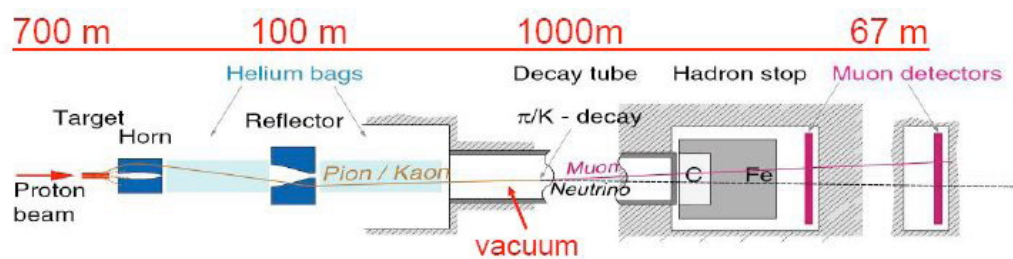 700 m 100 m 1000m 67 m
Helium bags Decay tube Hadron stop Muon detectors
Target
Horn Reflector π/K - decay
Pion / Kaon Muon C Fe
Proton Neutrino
beam
vacuum